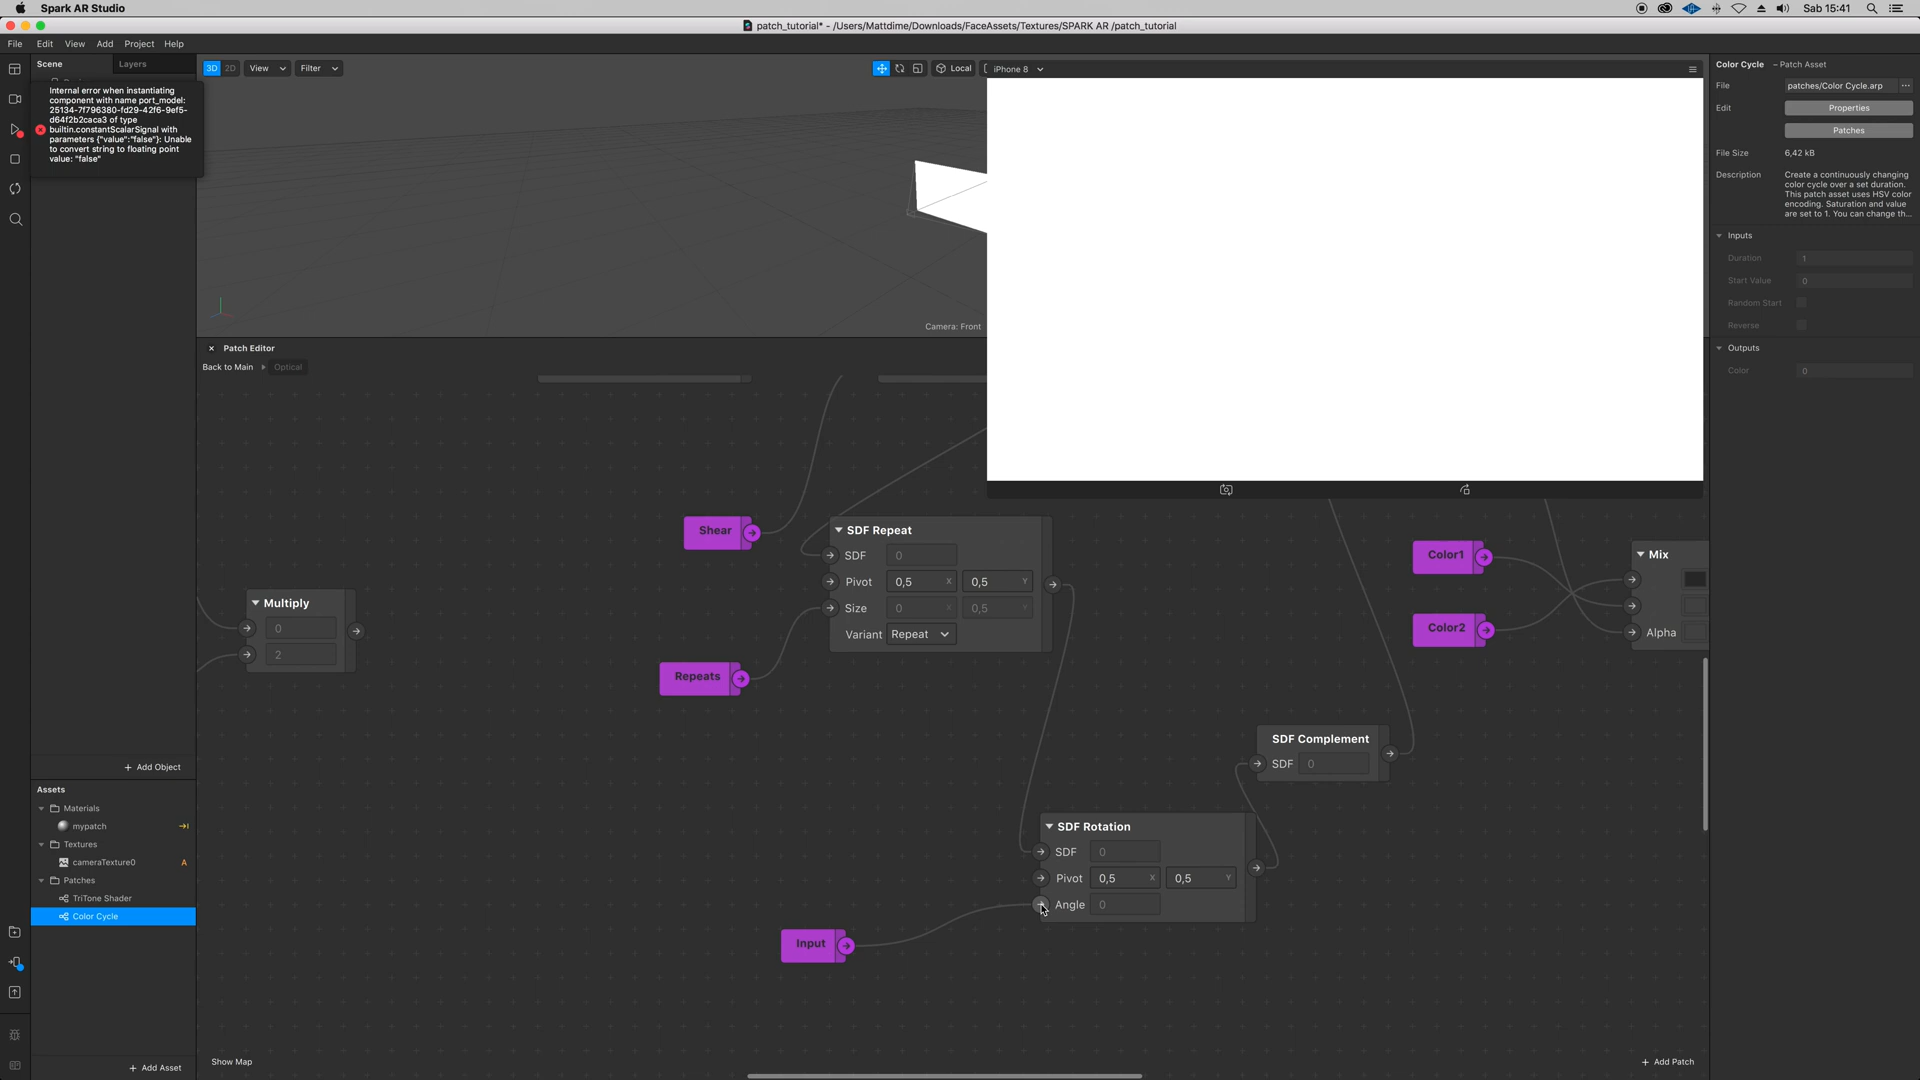 Spark AR Studio
Sab 15:41
patch_tutorial* - /Users/Mattdime/Downloads/FaceAssets/Textures/SPARK AR /patch_tutorial
File Edit View Add Project Help
Scene
Layers
Internal error when instantiating
component with name port_model:
25134-7f796380-fd29-42f6-9ef5-
d64f2b2caca3 of type
builtin.constantScalarSignal with
parameters {"value":"false"}: Unable
to convert string to floating point
value: "false"
3D 2D View Filter
Local
iPhone 8
Camera: Front
Patch Editor
Back to Main
Optical
Multiply
0
2
Shear
SDF Repeat
SDF 0
Pivot 0,5 X 0,5 Y
Size 0 X 0,5 Y
Variant Repeat
Repeats
Color1
Color2
Mix
Alpha
SDF Complement
SDF 0
SDF Rotation
SDF 0
Pivot 0,5 X 0,5 Y
Angle 0
Input
Show Map
+ Add Patch
+ Add Object
Assets
Materials
mypatch
Textures
cameraTexture0 A
Patches
TriTone Shader
Color Cycle
+ Add Asset
Color Cycle – Patch Asset
File patches/Color Cycle.arp ...
Edit Properties
Patches
File Size 6,42 kB
Description Create a continuously changing
color cycle over a set duration.
This patch asset uses HSV color
encoding. Saturation and value
are set to 1. You can change th...
Inputs
Duration 1
Start Value 0
Random Start
Reverse
Outputs
Color 0